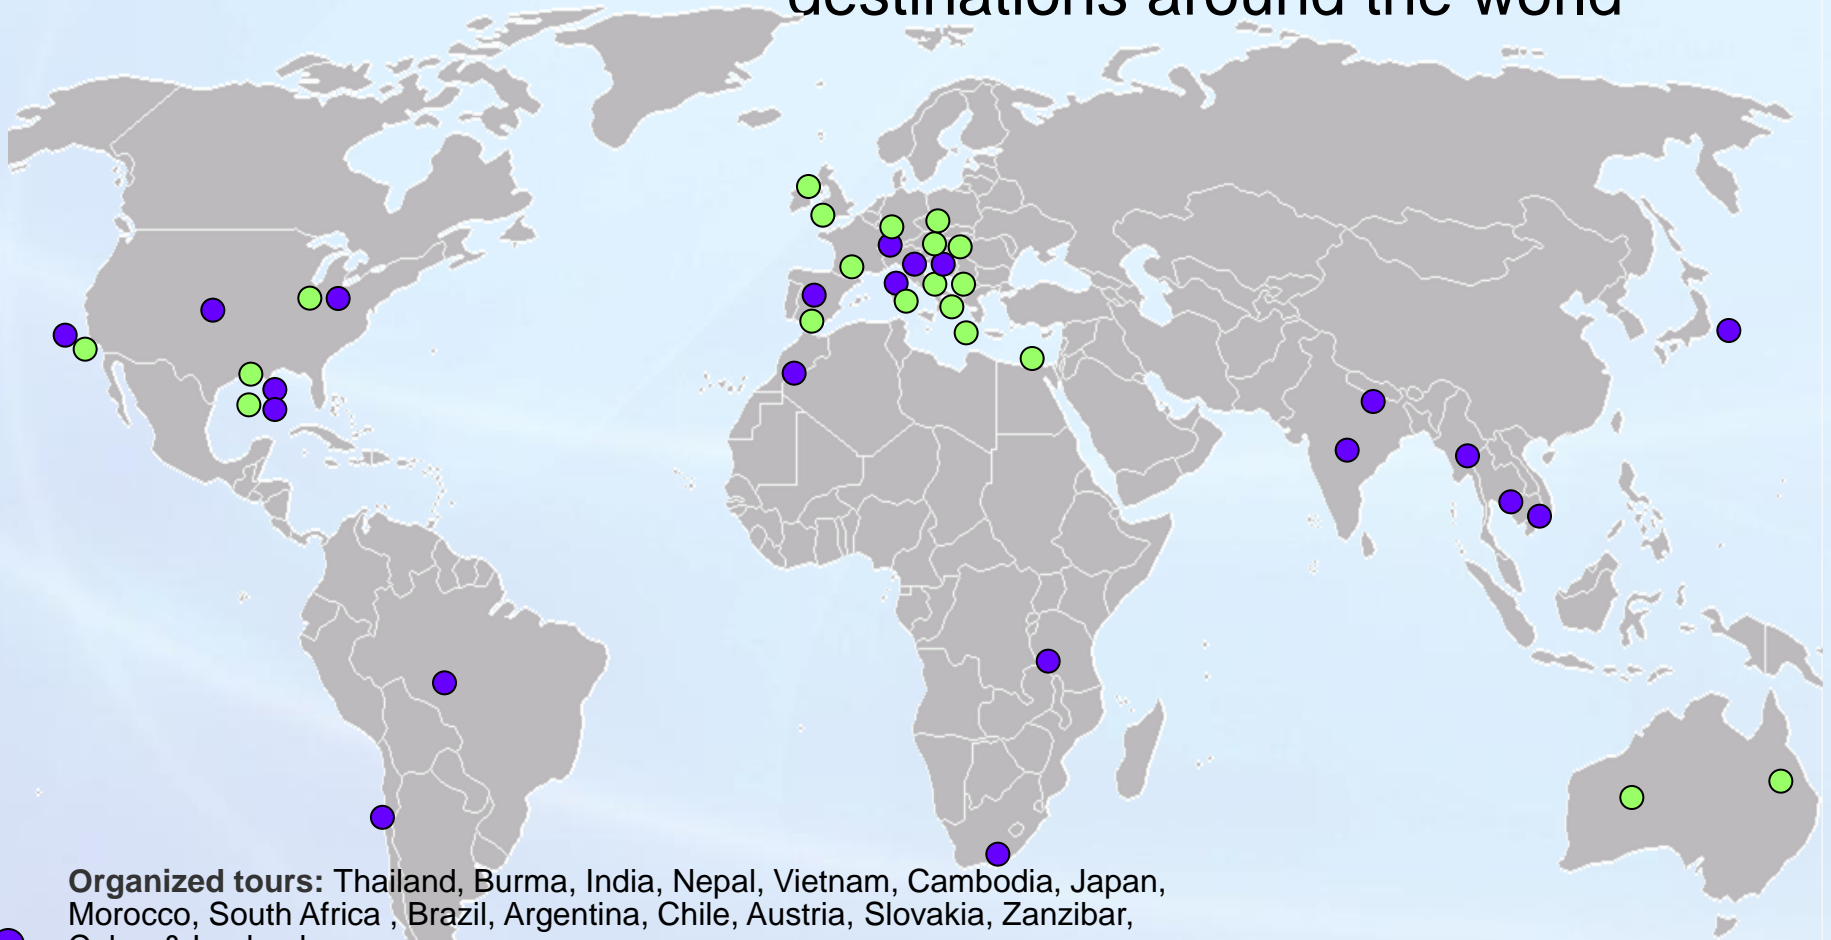 destinations around the world
Organized tours: Thailand, Burma, India, Nepal, Vietnam, Cambodia, Japan,
Morocco, South Africa , Brazil, Argentina, Chile, Austria, Slovakia, Zanzibar,